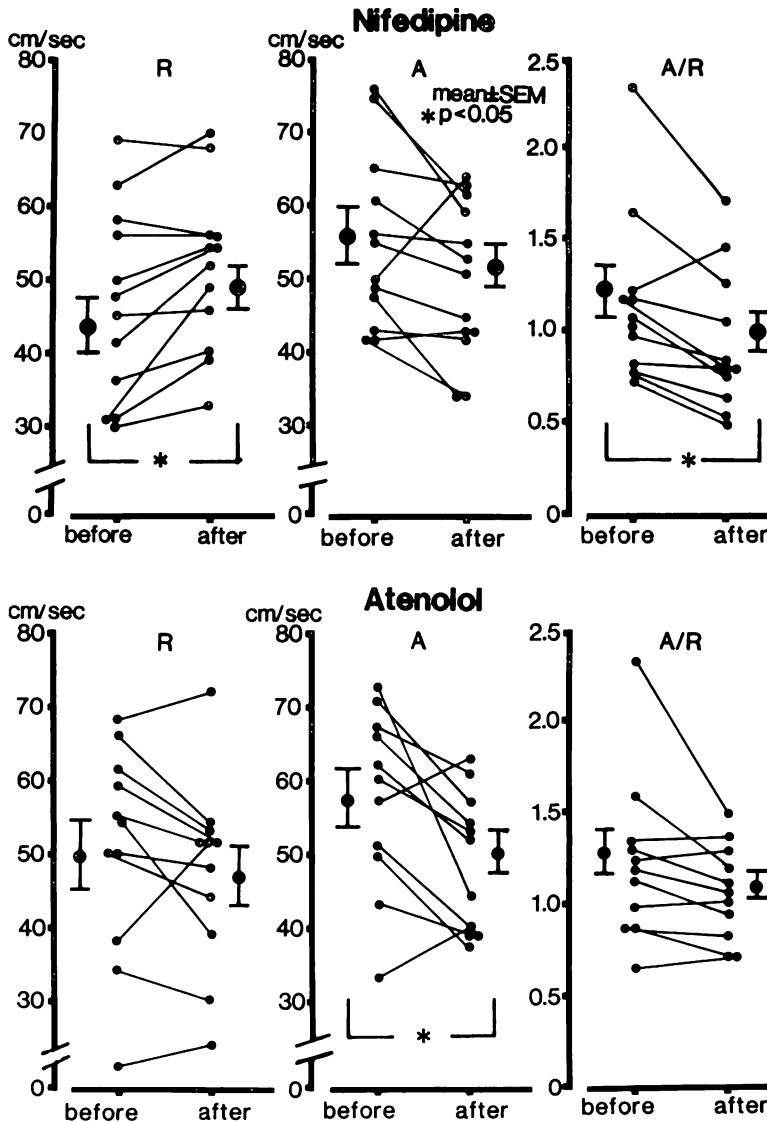 Nifedipine
cm/sec
R
80
70
60
50
40
30
0
*
before after
cm/sec
A
mean±SEM
* p<0.05
80
70
60
50
40
30
0
before after
A/R
2.5
2.0
1.5
1.0
0.5
0
*
before after
Atenolol
cm/sec
R
80
70
60
50
40
30
0
before after
cm/sec
A
80
70
60
50
40
30
0
*
before after
A/R
2.5
2.0
1.5
1.0
0.5
0
before after